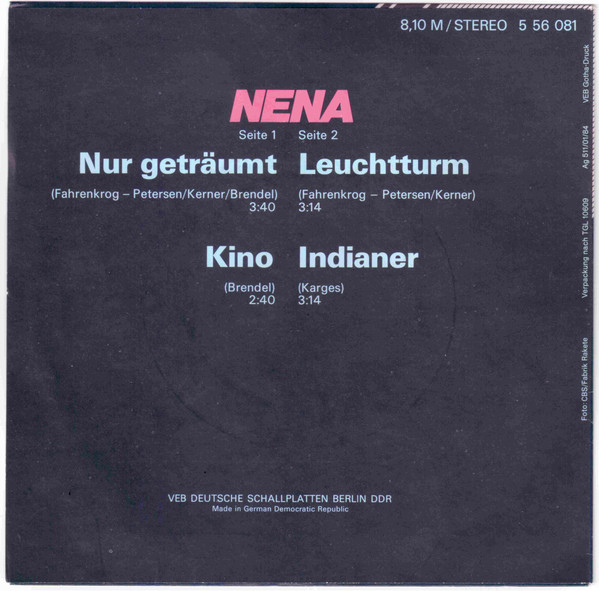 8,10 M / STEREO 5 56 081
NENA
Seite 1 Seite 2
Nur geträumt Leuchtturm
(Fahrenkrog – Petersen/Kerner/Brendel) (Fahrenkrog – Petersen/Kerner)
3:40 3:14
Kino Indianer
(Brendel) (Karges)
2:40 3:14
VEB DEUTSCHE SCHALLPLATTEN BERLIN DDR
Made in German Democratic Republic
Foto: CBS/Fabrik Rakete
Verpackung nach TGL 10609
Ag 511/01/84
VEB Gotha-Druck